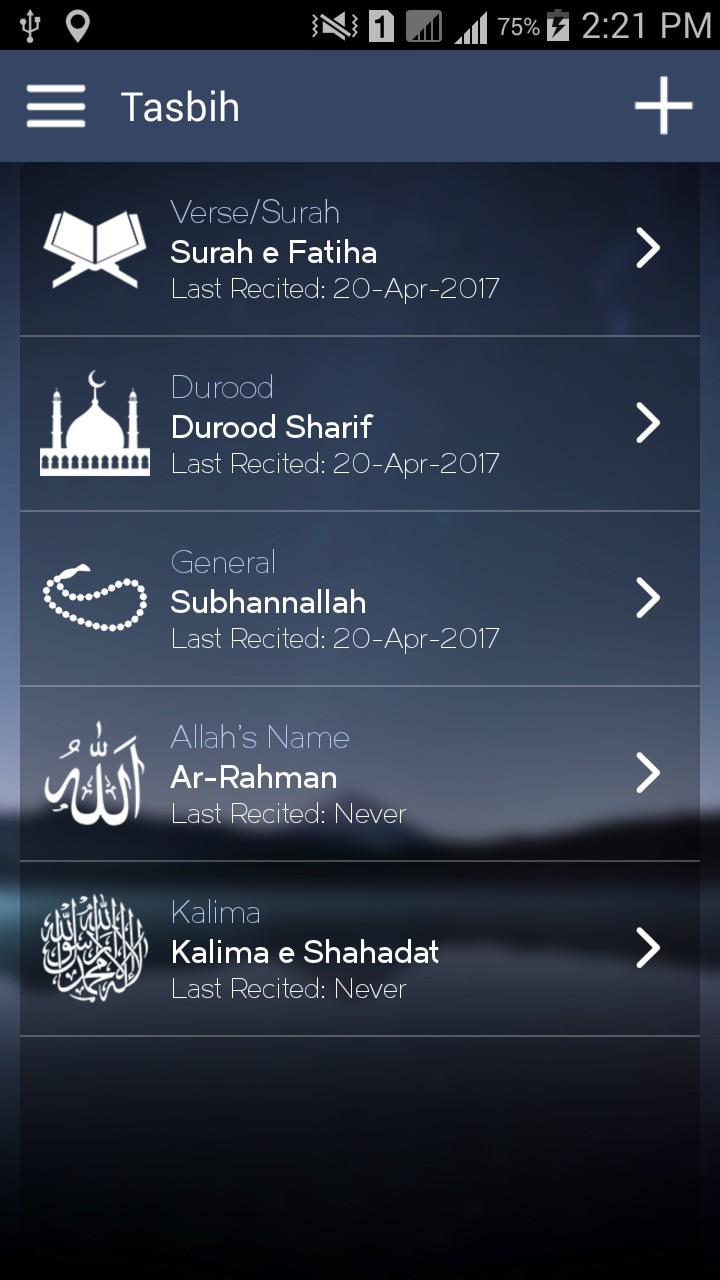 1 75% 2:21 PM
Tasbih
Verse/Surah
Surah e Fatiha
Last Recited: 20-Apr-2017
Durood
Durood Sharif
Last Recited: 20-Apr-2017
General
Subhannallah
Last Recited: 20-Apr-2017
الله
Allah's Name
Ar-Rahman
Last Recited: Never
لا إله إلا الله محمد رسول الله
Kalima
Kalima e Shahadat
Last Recited: Never